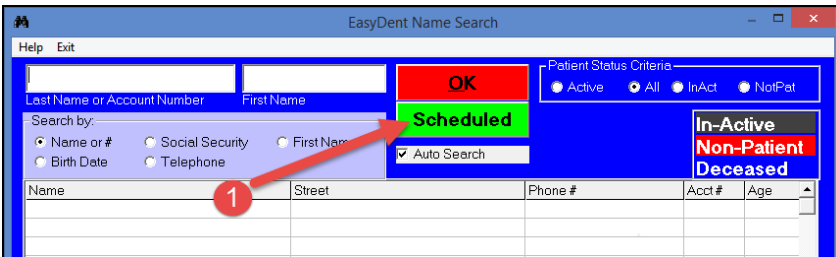 EasyDent Name Search
Help Exit
Last Name or Account Number
First Name
OK
Scheduled
Auto Search
Patient Status Criteria
Active All InAct NotPat
Search by:
Name or # Social Security First Nam
Birth Date Telephone
In-Active
Non-Patient
Deceased
1
Name Street Phone # Acct # Age